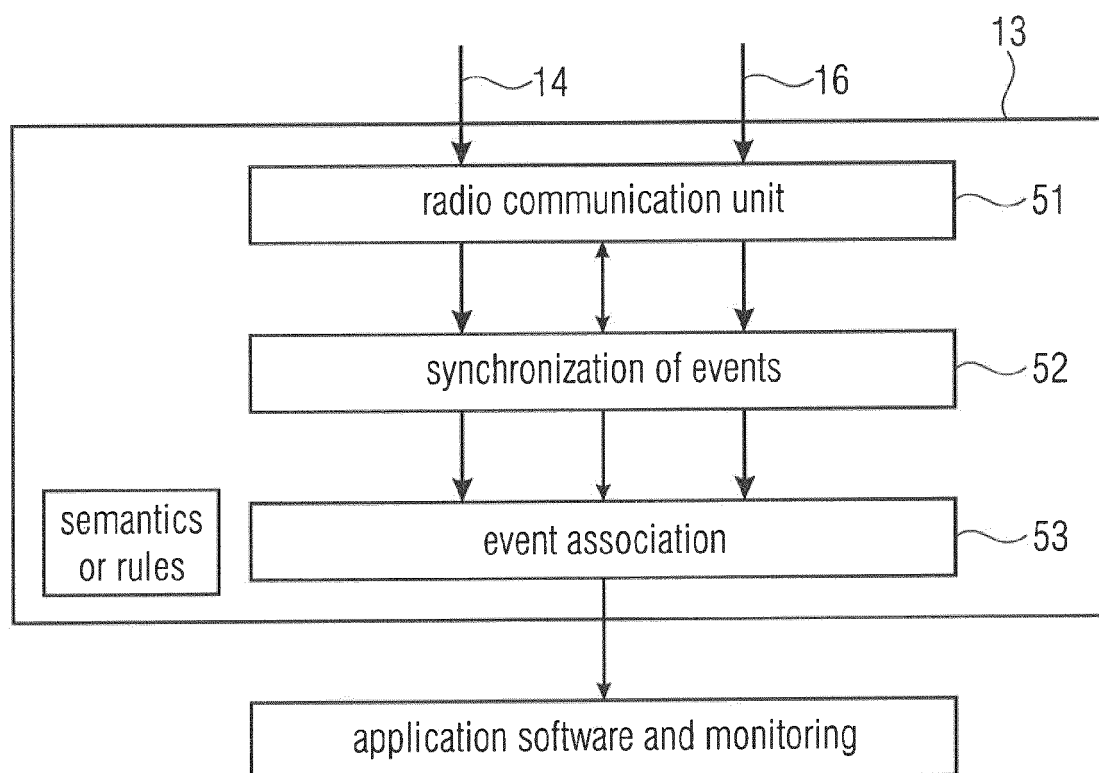 13
14
16
radio communication unit
51
synchronization of events
52
semantics
or rules
event association
53
application software and monitoring